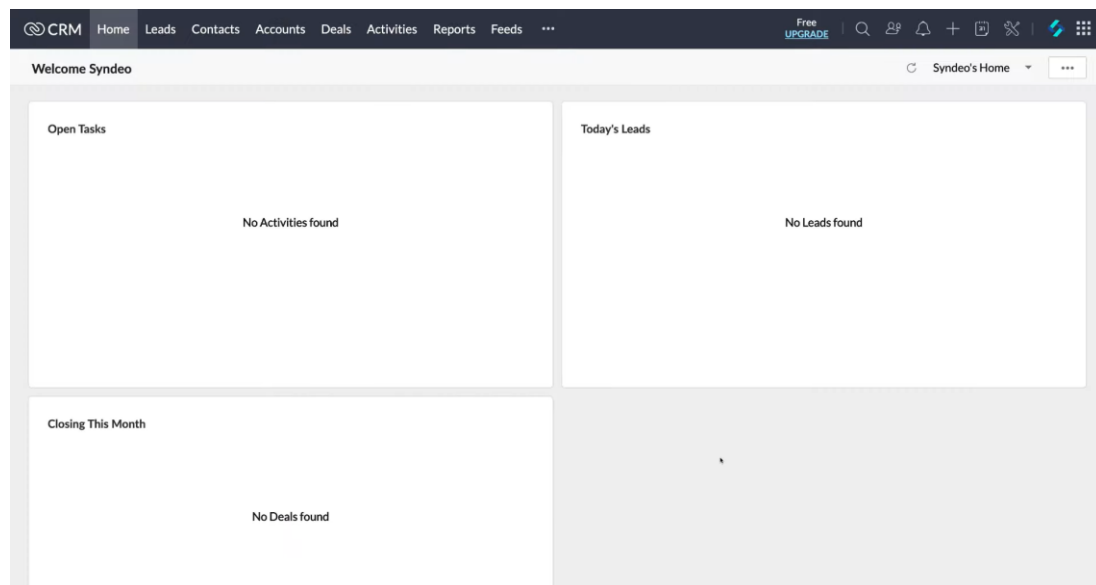 CRM Home Leads Contacts Accounts Deals Activities Reports Feeds ••• Free
UPGRADE 31
Welcome Syndeo Syndeo's Home •••
Open Tasks
No Activities found
Today's Leads
No Leads found
Closing This Month
No Deals found